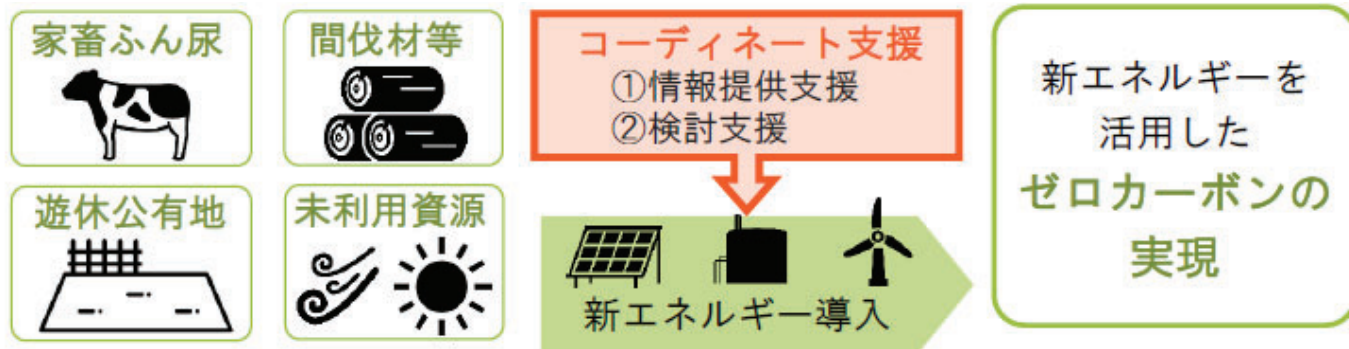 家畜ふん尿
間伐材等
遊休公有地
未利用資源
コーディネート支援
①情報提供支援
②検討支援
新エネルギー導入
新エネルギーを
活用した
ゼロカーボンの
実現